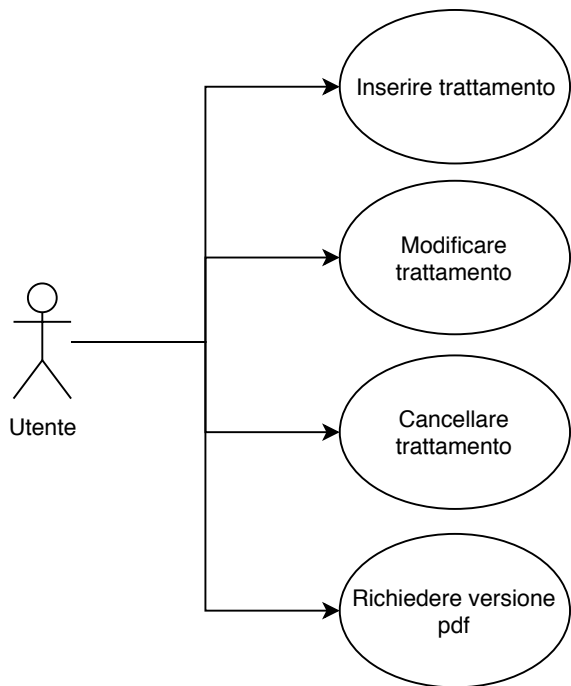 Inserire trattamento
Modificare
trattamento
Utente
Cancellare
trattamento
Richiedere versione
pdf